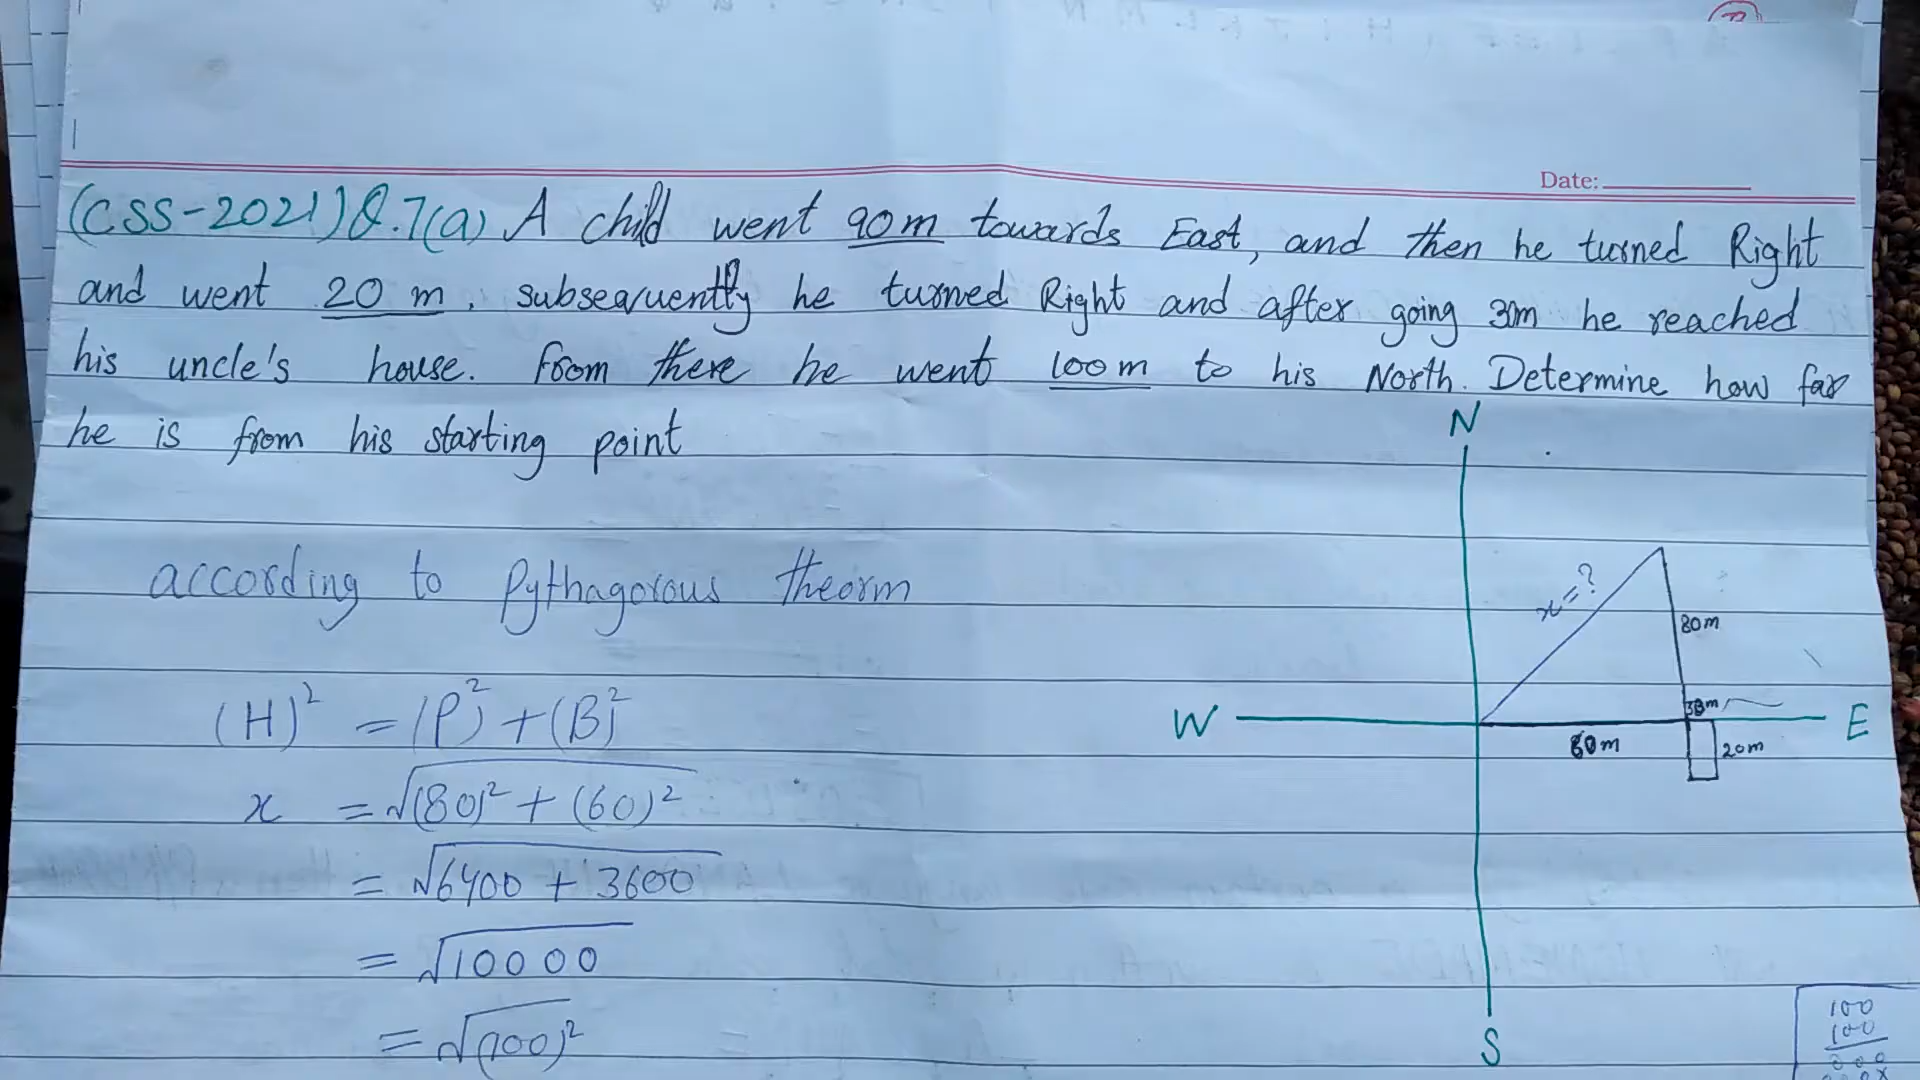 Date:
(CSS-2021) Q.7(a) A child went 90m towards East, and then he turned Right
and went 20 m. subsequently he turned Right and after going 30m he reached
his uncle's house. From there he went 100m to his North. Determine how far
he is from his starting point
N
according to Pythagorous theorm
x=?
80m
(H)² = (P)² + (B)²
W
30m
E
60m
20m
x = √(80)² + (60)²
= √6400 + 3600
= √10000
= √(100)²
S
100
100